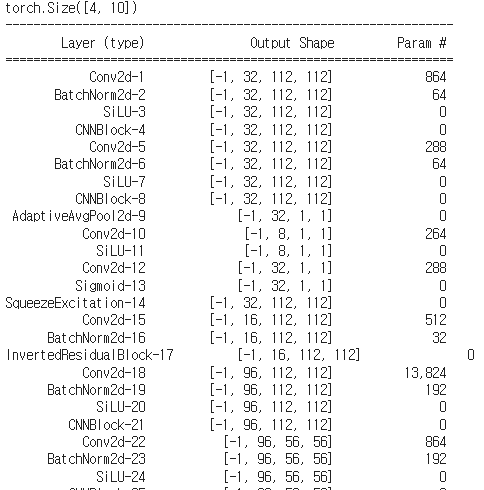 torch.Size([4, 10])
----------------------------------------------------------------
Layer (type) Output Shape Param #
================================================================
Conv2d-1 [-1, 32, 112, 112] 864
BatchNorm2d-2 [-1, 32, 112, 112] 64
SiLU-3 [-1, 32, 112, 112] 0
CNNBlock-4 [-1, 32, 112, 112] 0
Conv2d-5 [-1, 32, 112, 112] 288
BatchNorm2d-6 [-1, 32, 112, 112] 64
SiLU-7 [-1, 32, 112, 112] 0
CNNBlock-8 [-1, 32, 112, 112] 0
AdaptiveAvgPool2d-9 [-1, 32, 1, 1] 0
Conv2d-10 [-1, 8, 1, 1] 264
SiLU-11 [-1, 8, 1, 1] 0
Conv2d-12 [-1, 32, 1, 1] 288
Sigmoid-13 [-1, 32, 1, 1] 0
SqueezeExcitation-14 [-1, 32, 112, 112] 0
Conv2d-15 [-1, 16, 112, 112] 512
BatchNorm2d-16 [-1, 16, 112, 112] 32
InvertedResidualBlock-17 [-1, 16, 112, 112] 0
Conv2d-18 [-1, 96, 112, 112] 13,824
BatchNorm2d-19 [-1, 96, 112, 112] 192
SiLU-20 [-1, 96, 112, 112] 0
CNNBlock-21 [-1, 96, 112, 112] 0
Conv2d-22 [-1, 96, 56, 56] 864
BatchNorm2d-23 [-1, 96, 56, 56] 192
SiLU-24 [-1, 96, 56, 56] 0